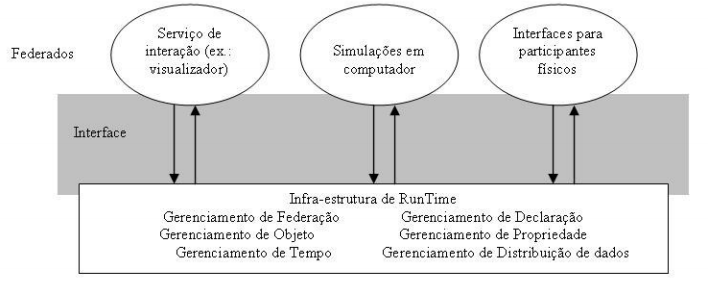 Federados
Serviço de
interação (ex.:
visualizador)
Simulações em
computador
Interfaces para
participantes
físicos
Interface
Infra-estrutura de RunTime
Gerenciamento de Federação Gerenciamento de Declaração
Gerenciamento de Objeto Gerenciamento de Propriedade
Gerenciamento de Tempo Gerenciamento de Distribuição de dados